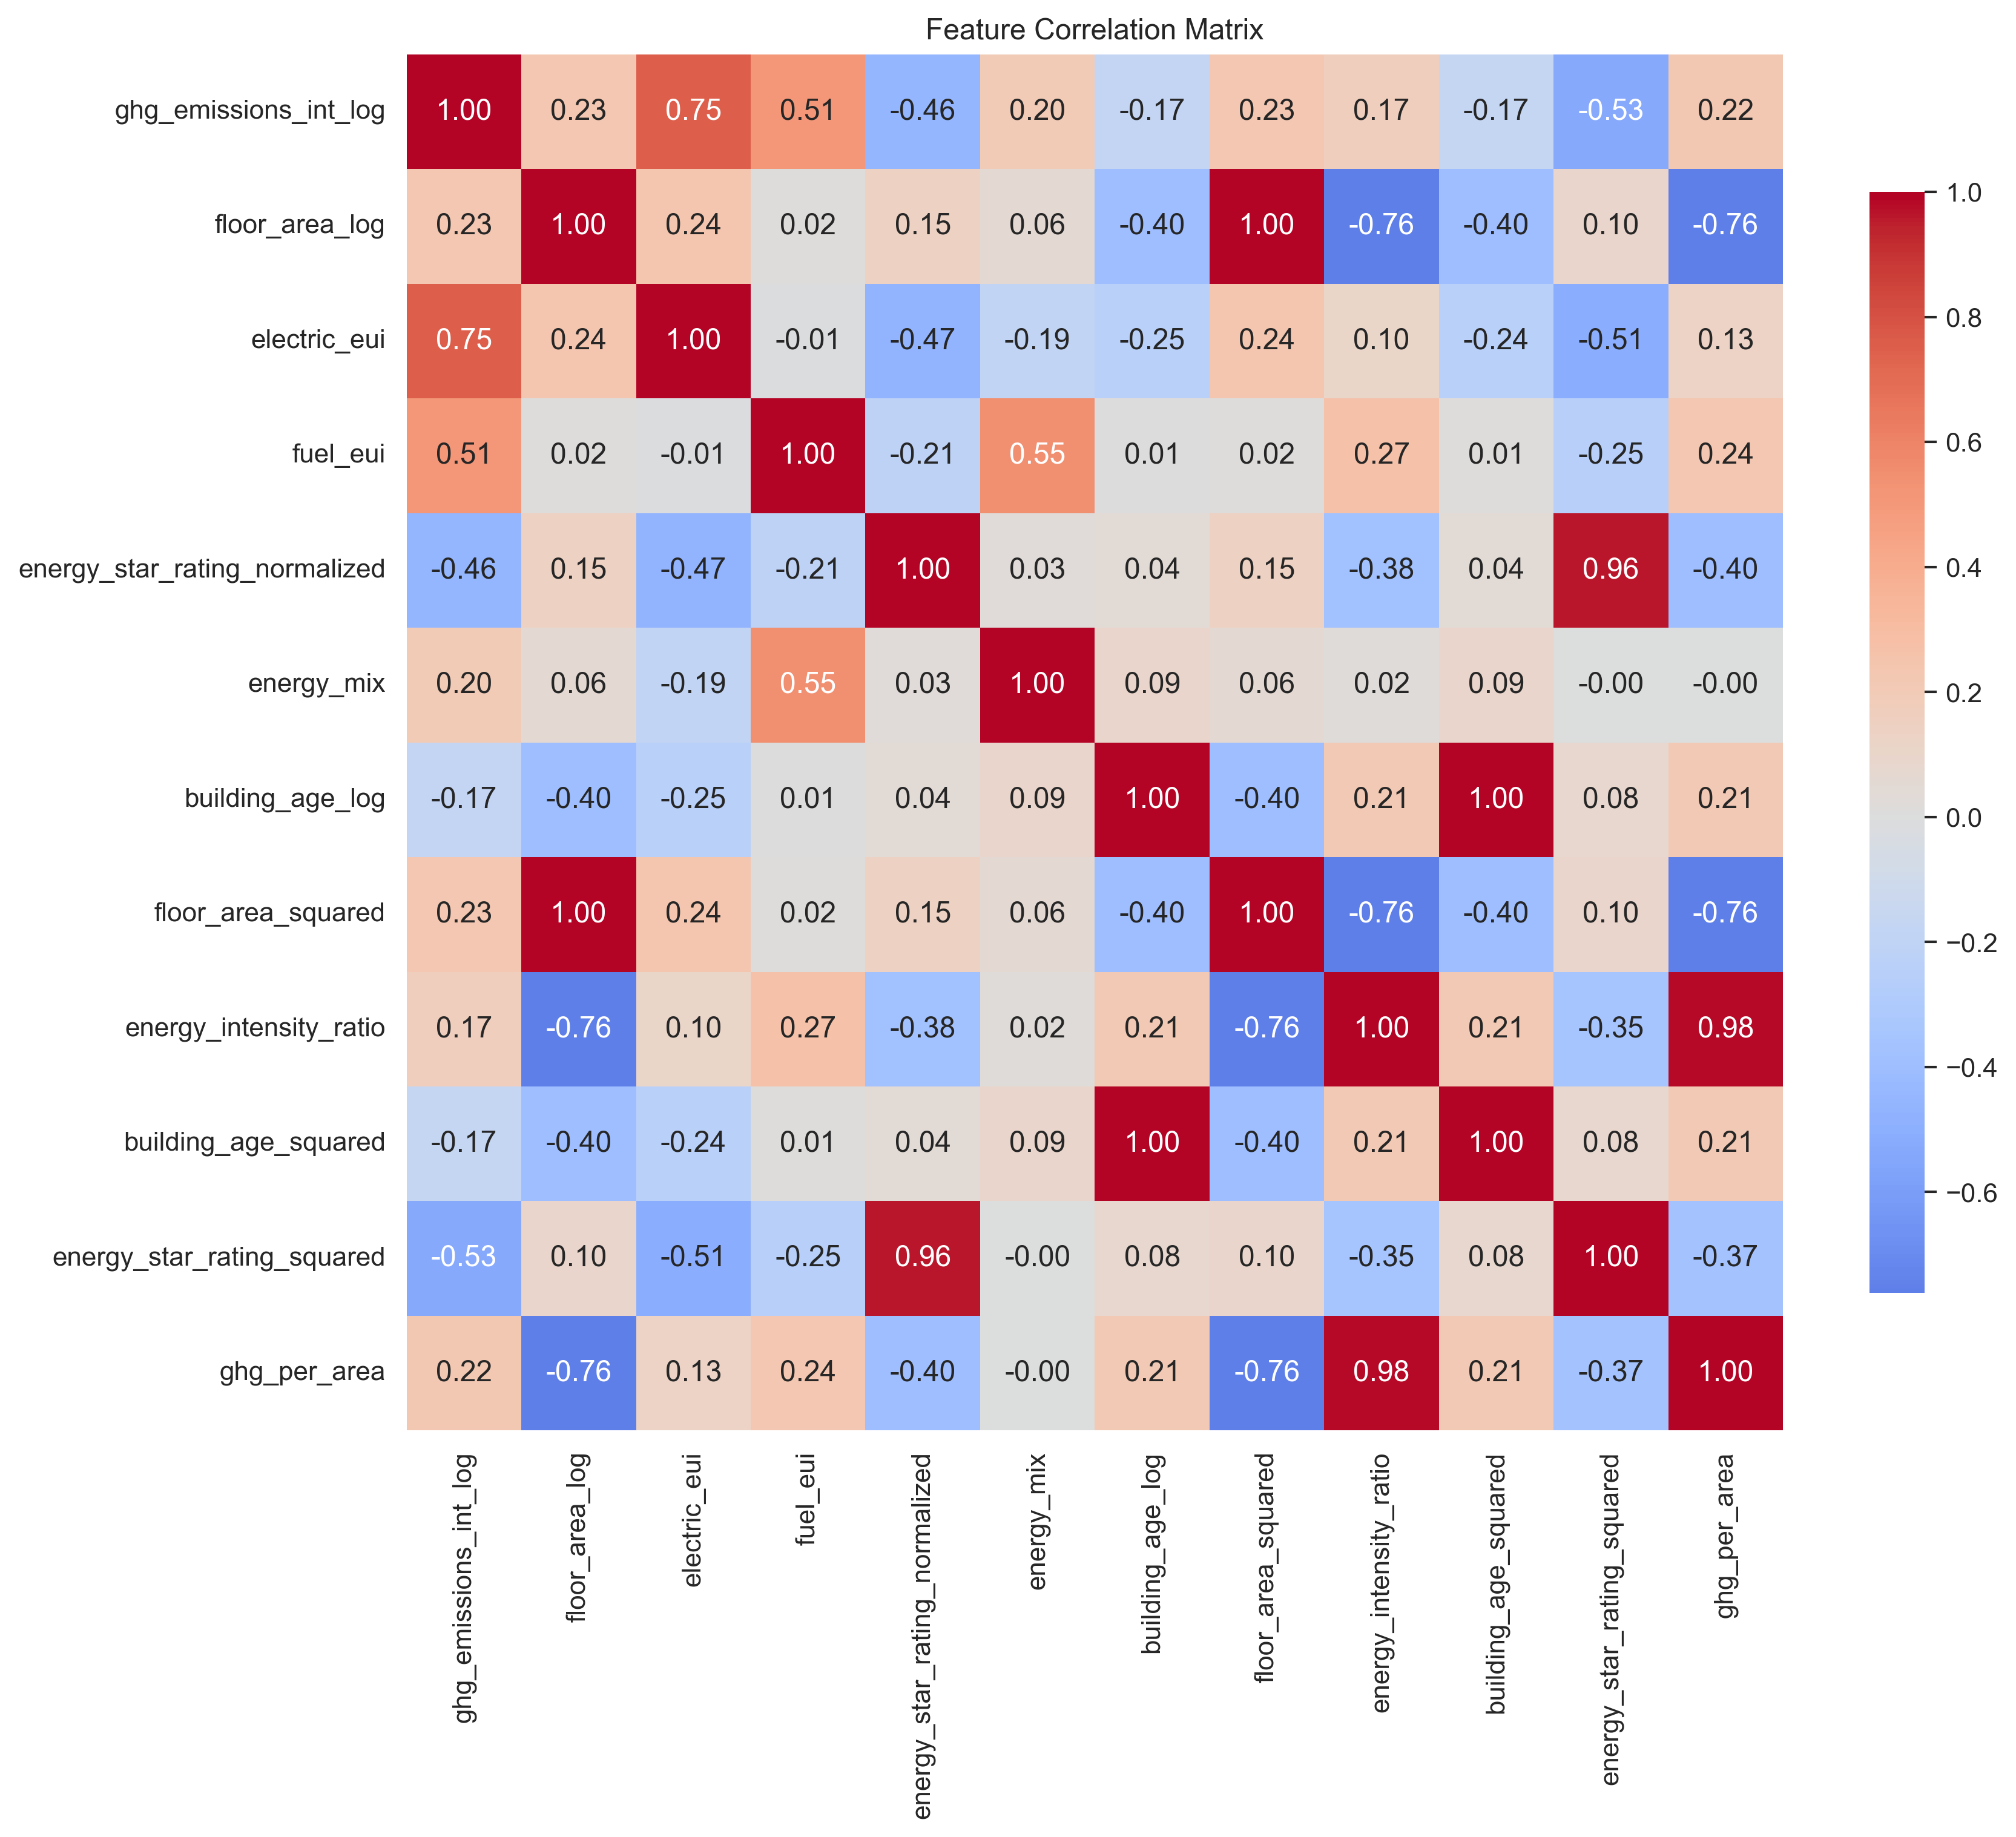 Feature Correlation Matrix
ghg_emissions_int_log 1.00 0.23 0.75 0.51 -0.46 0.20 -0.17 0.23 0.17 -0.17 -0.53 0.22
floor_area_log 0.23 1.00 0.24 0.02 0.15 0.06 -0.40 1.00 -0.76 -0.40 0.10 -0.76
electric_eui 0.75 0.24 1.00 -0.01 -0.47 -0.19 -0.25 0.24 0.10 -0.24 -0.51 0.13
fuel_eui 0.51 0.02 -0.01 1.00 -0.21 0.55 0.01 0.02 0.27 0.01 -0.25 0.24
energy_star_rating_normalized -0.46 0.15 -0.47 -0.21 1.00 0.03 0.04 0.15 -0.38 0.04 0.96 -0.40
energy_mix 0.20 0.06 -0.19 0.55 0.03 1.00 0.09 0.06 0.02 0.09 -0.00 -0.00
building_age_log -0.17 -0.40 -0.25 0.01 0.04 0.09 1.00 -0.40 0.21 1.00 0.08 0.21
floor_area_squared 0.23 1.00 0.24 0.02 0.15 0.06 -0.40 1.00 -0.76 -0.40 0.10 -0.76
energy_intensity_ratio 0.17 -0.76 0.10 0.27 -0.38 0.02 0.21 -0.76 1.00 0.21 -0.35 0.98
building_age_squared -0.17 -0.40 -0.24 0.01 0.04 0.09 1.00 -0.40 0.21 1.00 0.08 0.21
energy_star_rating_squared -0.53 0.10 -0.51 -0.25 0.96 -0.00 0.08 0.10 -0.35 0.08 1.00 -0.37
ghg_per_area 0.22 -0.76 0.13 0.24 -0.40 -0.00 0.21 -0.76 0.98 0.21 -0.37 1.00
ghg_emissions_int_log
floor_area_log
electric_eui
fuel_eui
energy_star_rating_normalized
energy_mix
building_age_log
floor_area_squared
energy_intensity_ratio
building_age_squared
energy_star_rating_squared
ghg_per_area
1.0
0.8
0.6
0.4
0.2
0.0
−0.2
−0.4
−0.6